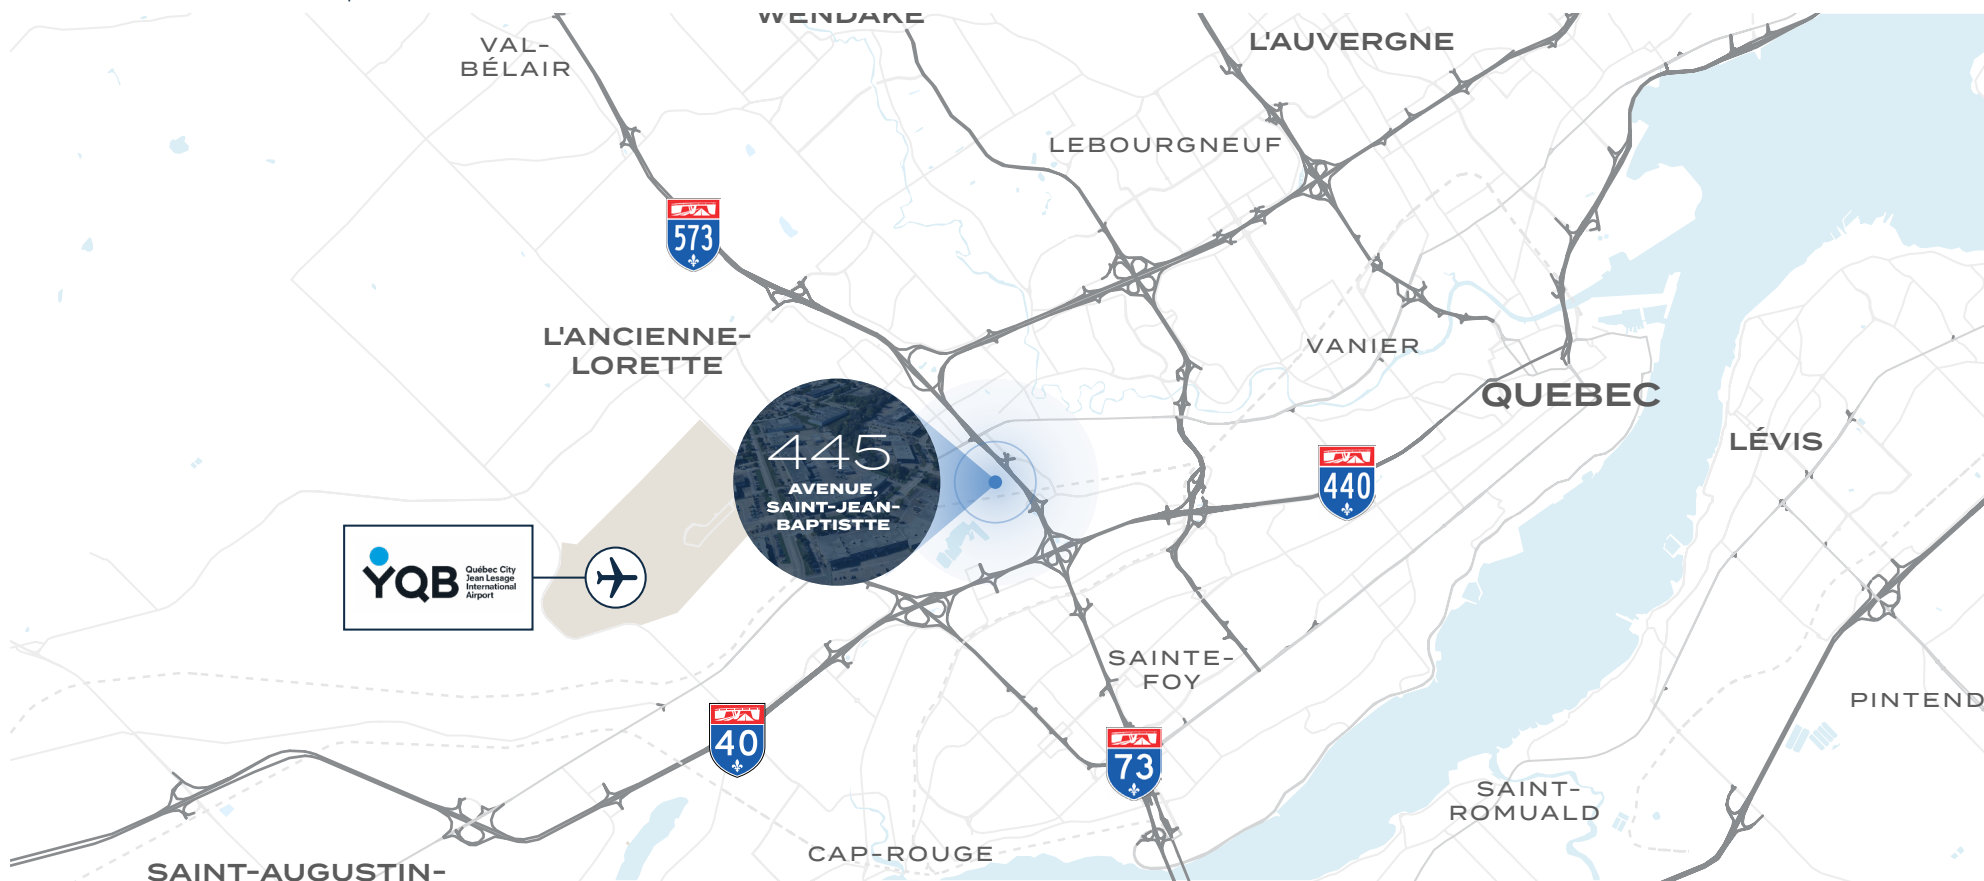 WENDAKE
VAL-
BÉLAIR
L'AUVERGNE
LEBOURGNEUF
573
L'ANCIENNE-
LORETTE
VANIER
QUEBEC
LÉVIS
445
AVENUE,
SAINT-JEAN-
BAPTISTTE
440
YQB
Québec City
Jean Lesage
International
Airport
SAINTE-
FOY
PINTEND
40
73
SAINT-
ROMUALD
CAP-ROUGE
SAINT-AUGUSTIN-